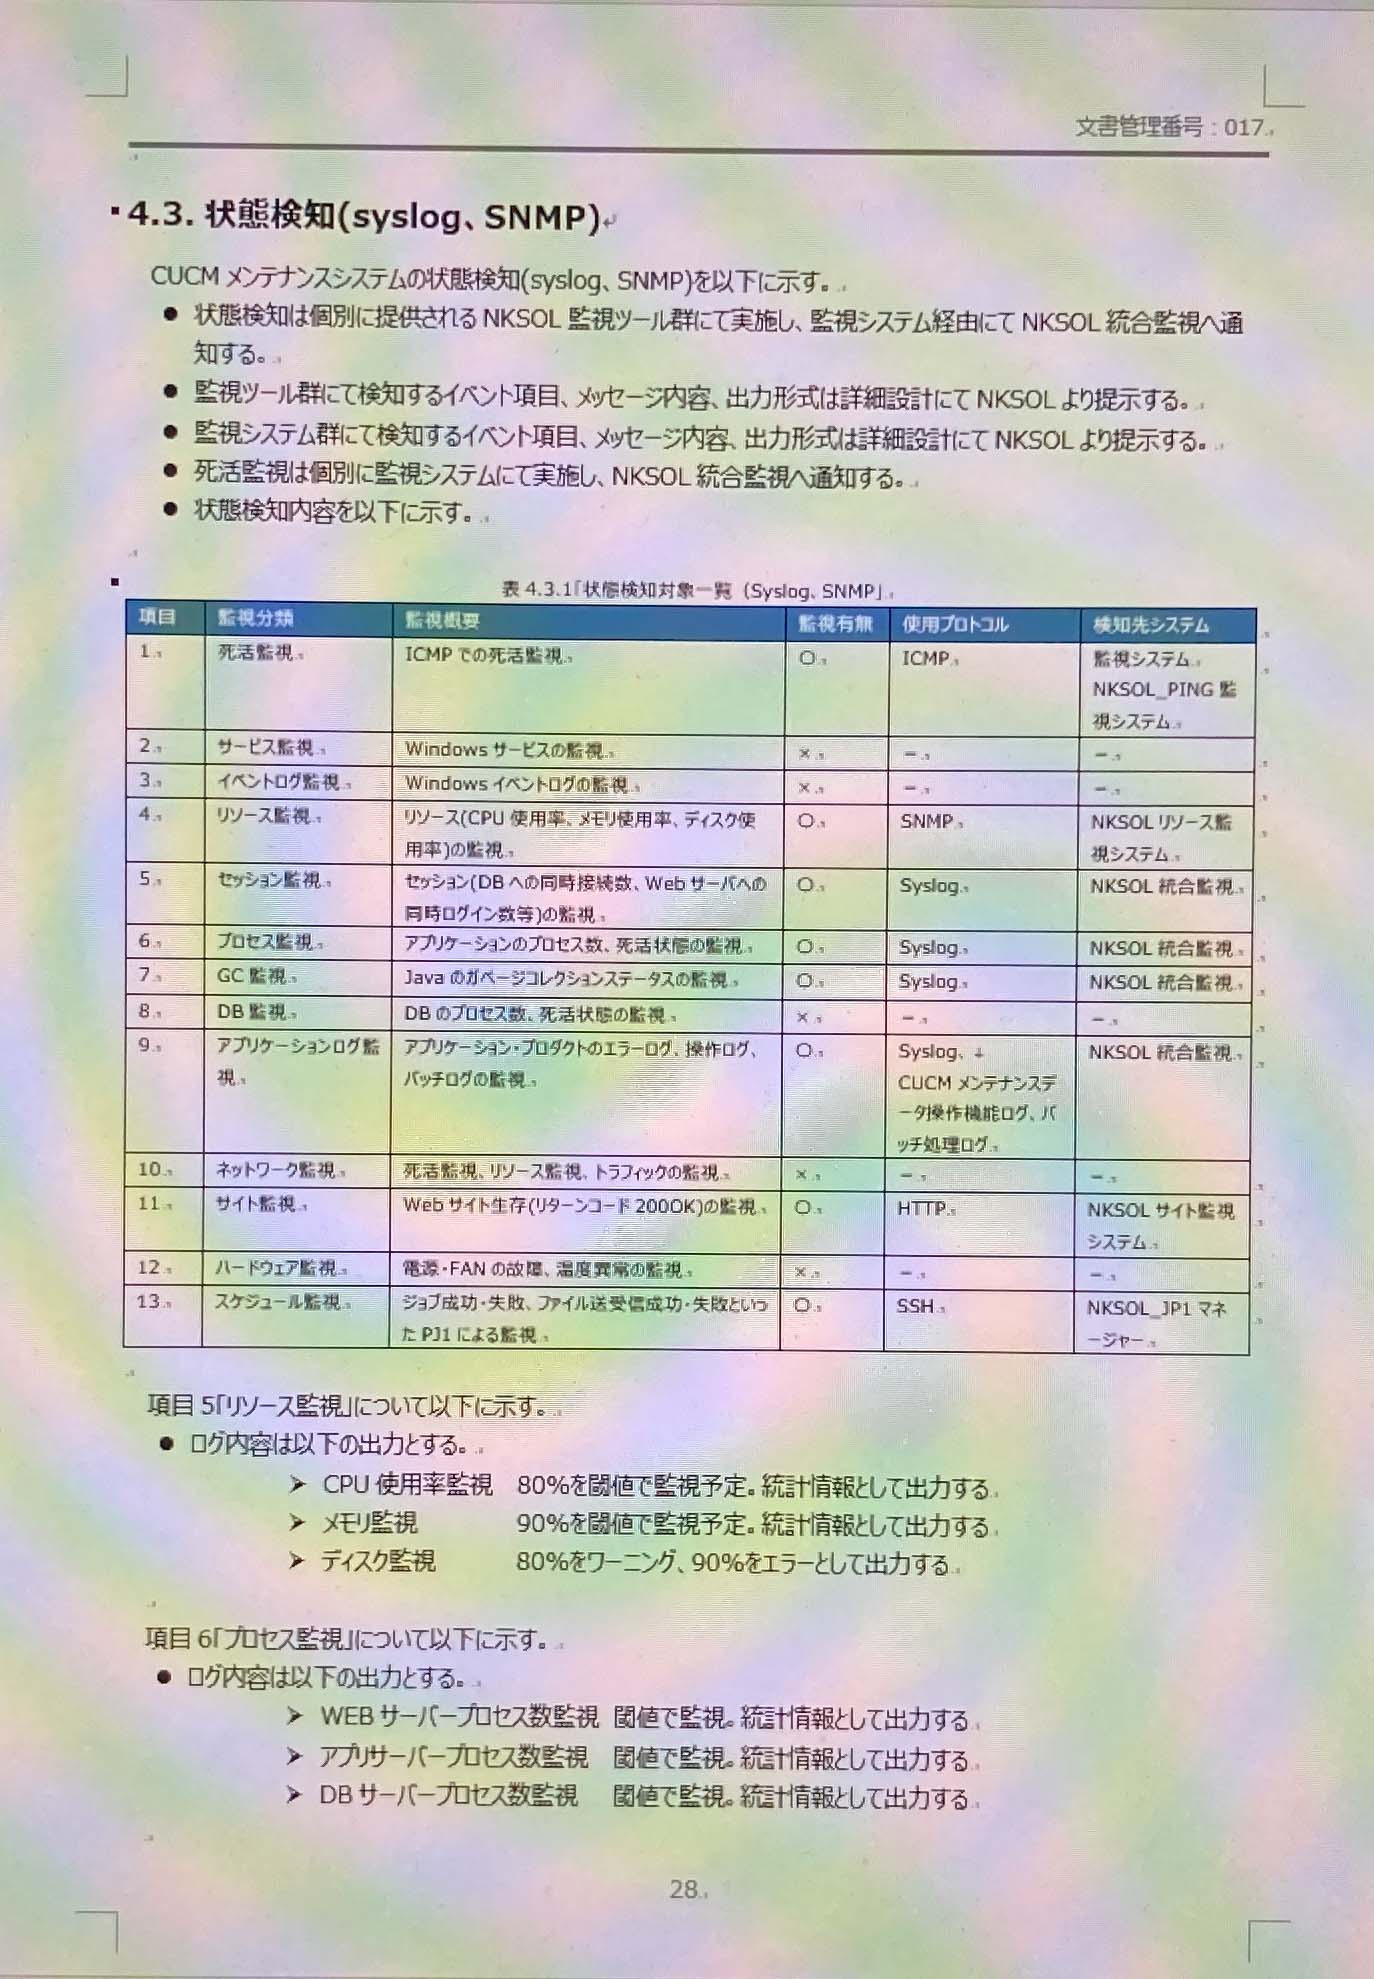 文書管理番号：017
4.3. 状態検知(syslog、SNMP)
CUCM メンテナンスシステムの状態検知(syslog、SNMP)を以下に示す。
● 状態検知は個別に提供される NKSOL 監視ツール群にて実施し、監視システム経由にて NKSOL 統合監視へ通
知する。
● 監視ツール群にて検知するイベント項目、メッセージ内容、出力形式は詳細設計にて NKSOL より提示する。
● 監視システム群にて検知するイベント項目、メッセージ内容、出力形式は詳細設計にて NKSOL より提示する。
● 死活監視は個別に監視システムにて実施し、NKSOL 統合監視へ通知する。
● 状態検知内容を以下に示す。
表 4.3.1「状態検知対象一覧（Syslog、SNMP」
項目 監視分類 監視概要 監視有無 使用プロトコル 検知先システム
1. 死活監視 ICMP での死活監視 ○ ICMP 監視システム
NKSOL_PING 監
視システム
2. サービス監視 Windows サービスの監視 × － －
3. イベントログ監視 Windows イベントログの監視 × － －
4. リソース監視 リソース(CPU 使用率、メモリ使用率、ディスク使 ○ SNMP NKSOL リソース監
用率)の監視 視システム
5. セッション監視 セッション(DB への同時接続数、Web サーバへの ○ Syslog NKSOL 統合監視
同時ログイン数等)の監視
6. プロセス監視 アプリケーションのプロセス数、死活状態の監視 ○ Syslog NKSOL 統合監視
7. GC 監視 Java のガベージコレクションステータスの監視 ○ Syslog NKSOL 統合監視
8. DB 監視 DB のプロセス数、死活状態の監視 × － －
9. アプリケーションログ監 アプリケーション・プロダクトのエラーログ、操作ログ、 ○ Syslog、↓ NKSOL 統合監視
視 バッチログの監視 CUCM メンテナンスデ
ータ操作機能ログ、バ
ッチ処理ログ
10. ネットワーク監視 死活監視、リソース監視、トラフィックの監視 × － －
11. サイト監視 Web サイト生存(リターンコード 200OK)の監視 ○ HTTP NKSOL サイト監視
システム
12. ハードウェア監視 電源・FAN の故障、温度異常の監視 × － －
13. スケジュール監視 ジョブ成功・失敗、ファイル送受信成功・失敗といっ ○ SSH NKSOL_JP1 マネ
た PJ1 による監視 ージャー
項目 5「リソース監視」について以下に示す。
● ログ内容は以下の出力とする。
➢ CPU 使用率監視 80%を閾値で監視予定。統計情報として出力する
➢ メモリ監視 90%を閾値で監視予定。統計情報として出力する
➢ ディスク監視 80%をワーニング、90%をエラーとして出力する
項目 6「プロセス監視」について以下に示す。
● ログ内容は以下の出力とする。
➢ WEB サーバープロセス数監視 閾値で監視。統計情報として出力する
➢ アプリサーバープロセス数監視 閾値で監視。統計情報として出力する
➢ DB サーバープロセス数監視 閾値で監視。統計情報として出力する
28